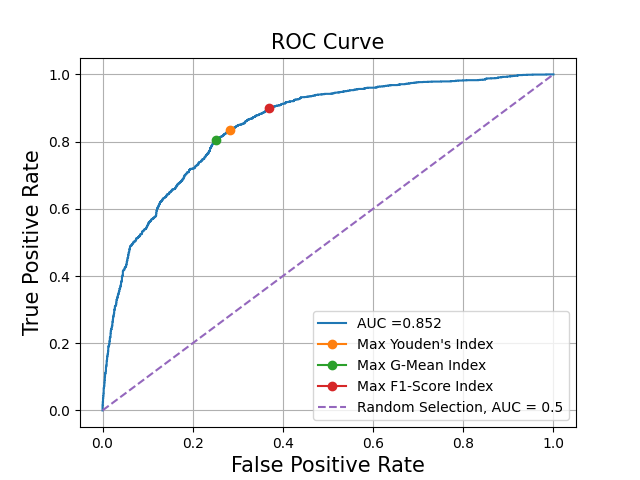 ROC Curve
True Positive Rate
1.0
0.8
0.6
0.4
0.2
0.0
AUC =0.852
Max Youden's Index
Max G-Mean Index
Max F1-Score Index
Random Selection, AUC = 0.5
0.0 0.2 0.4 0.6 0.8 1.0
False Positive Rate